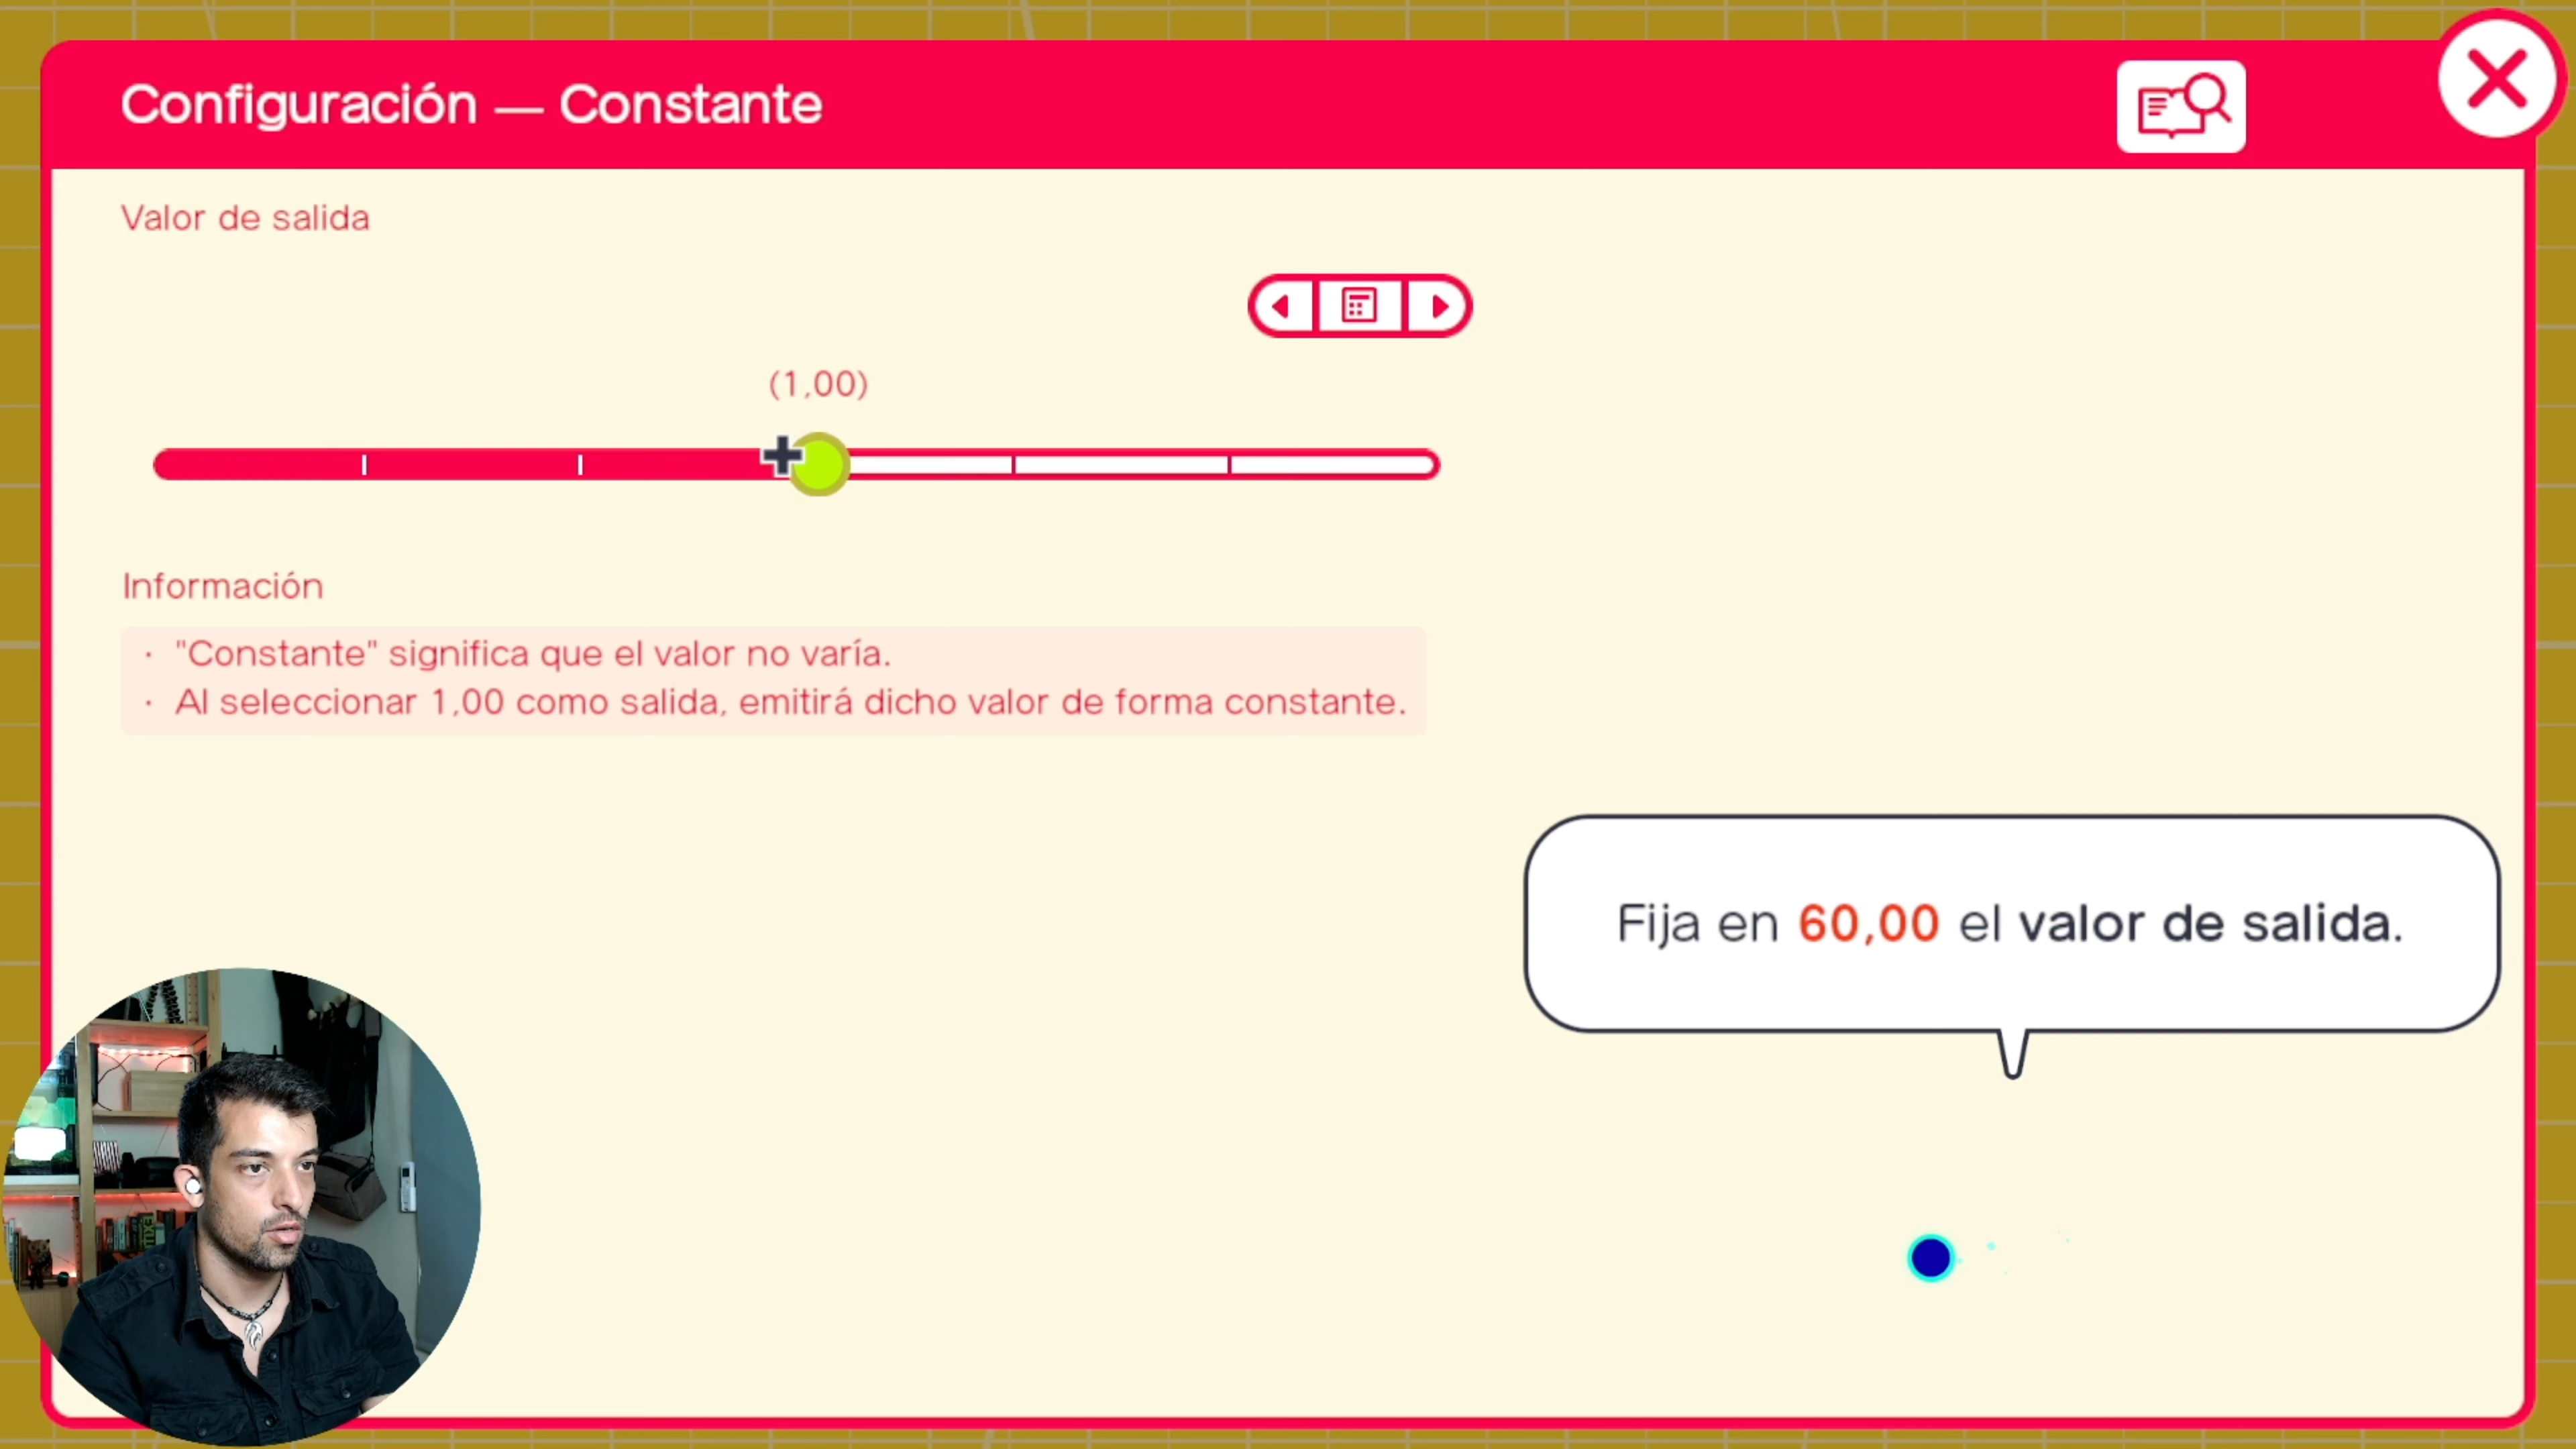 Configuración — Constante
Valor de salida
(1,00)
Información
· "Constante" significa que el valor no varía.
· Al seleccionar 1,00 como salida, emitirá dicho valor de forma constante.
Fija en 60,00 el valor de salida.